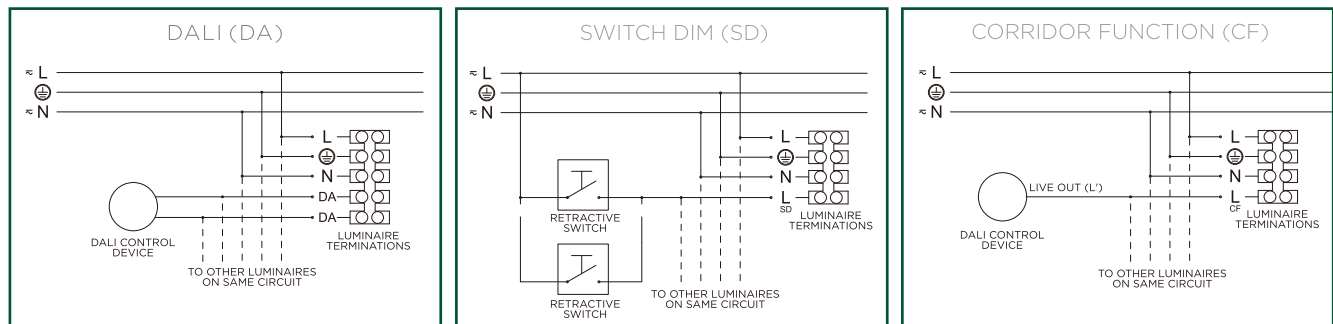 DALI (DA)
L
N
L
N
DA
DA
DALI CONTROL
DEVICE
LUMINAIRE
TERMINATIONS
TO OTHER LUMINAIRES
ON SAME CIRCUIT
SWITCH DIM (SD)
L
N
L
N
L
SD
RETRACTIVE
SWITCH
LUMINAIRE
TERMINATIONS
RETRACTIVE
SWITCH
TO OTHER LUMINAIRES
ON SAME CIRCUIT
CORRIDOR FUNCTION (CF)
L
N
L
N
LIVE OUT (L')
L
CF
DALI CONTROL
DEVICE
LUMINAIRE
TERMINATIONS
TO OTHER LUMINAIRES
ON SAME CIRCUIT